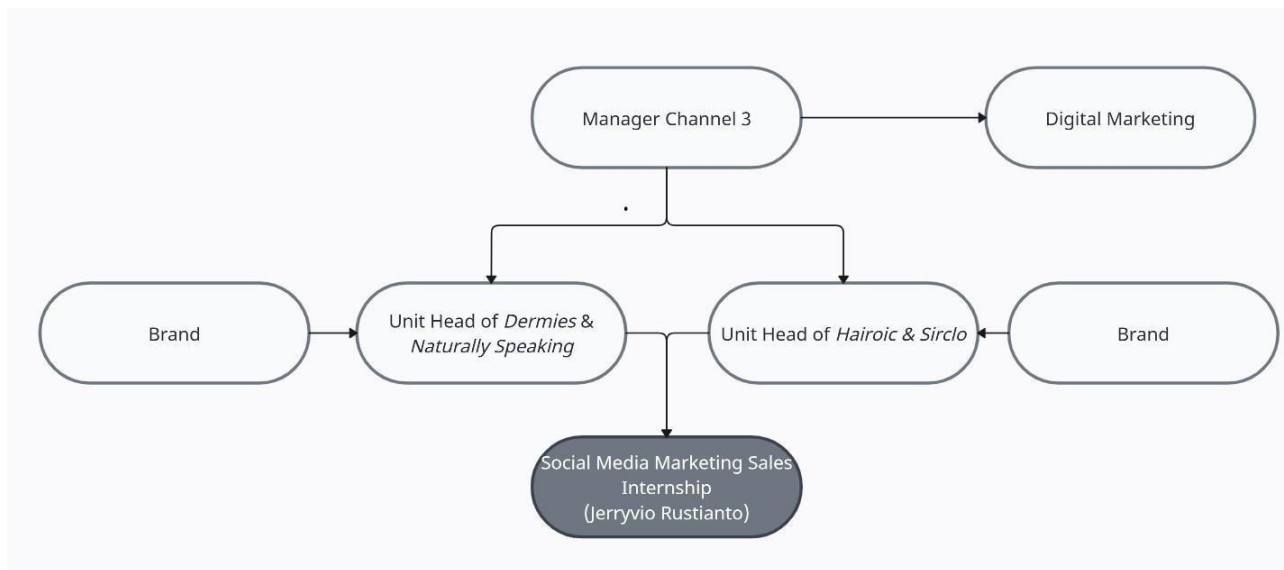 Manager Channel 3
Digital Marketing
Brand
Unit Head of Dermies &
Naturally Speaking
Unit Head of Hairoic & Sirclo
Brand
Social Media Marketing Sales
Internship
(Jerryvio Rustianto)